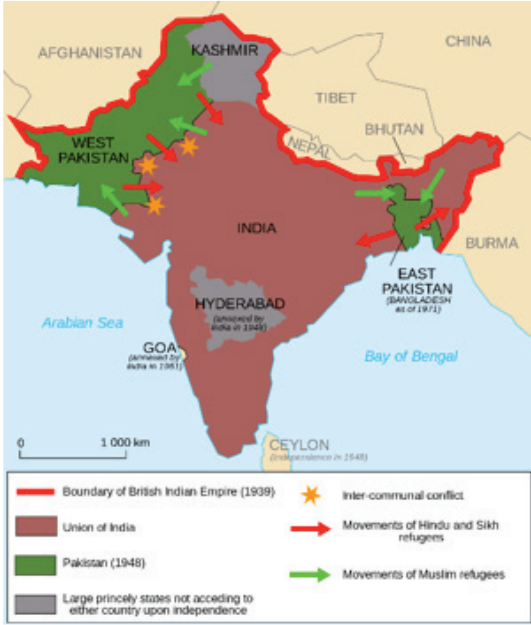 AFGHANISTAN
KASHMIR
CHINA
TIBET
WEST
PAKISTAN
NEPAL
BHUTAN
INDIA
BURMA
EAST
PAKISTAN
(BANGLADESH
as of 1971)
HYDERABAD
(annexed by
India in 1948)
Arabian Sea
GOA
(annexed by
India in 1961)
Bay of Bengal
0 1 000 km
CEYLON
(Independence in 1948)
Boundary of British Indian Empire (1939)
Inter-communal conflict
Union of India
Movements of Hindu and Sikh
refugees
Pakistan (1948)
Movements of Muslim refugees
Large princely states not acceding to
either country upon independence